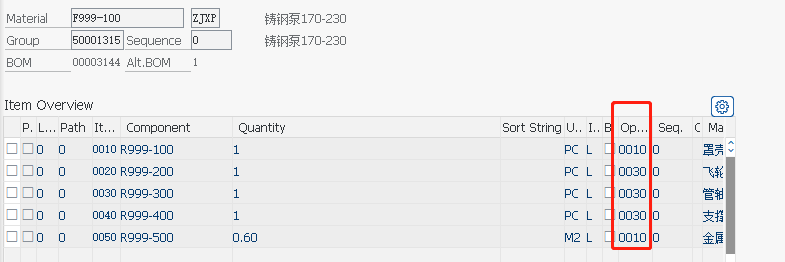 Material F999-100 ZJXP 铸钢泵170-230
Group 50001315 Sequence 0 铸钢泵170-230
BOM 00003144 Alt.BOM 1
Item Overview
P. L... Path Ite... Component Quantity Sort String U.. I.. B Op... Seq. C Ma
0 0 0010 R999-100 1 PC L 0010 0 罩壳
0 0 0020 R999-200 1 PC L 0030 0 飞轮
0 0 0030 R999-300 1 PC L 0030 0 管轴
0 0 0040 R999-400 1 PC L 0030 0 支撑
0 0 0050 R999-500 0.60 M2 L 0010 0 金属